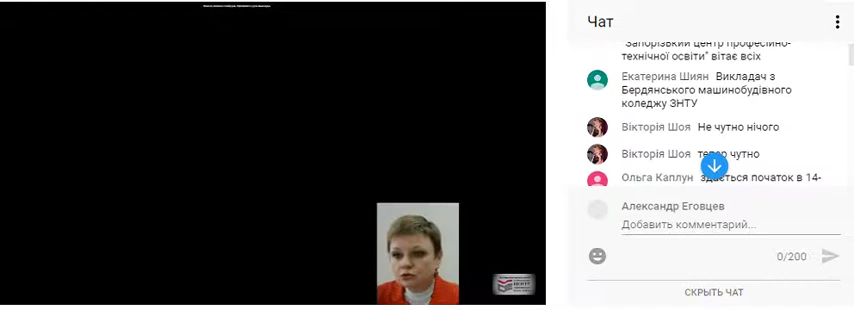 Чат
"Запорізький центр професійно-
технічної освіти" вітає всіх
Екатерина Шиян Викладач з
Бердянського машинобудівного
коледжу ЗНТУ
Вікторія Шоя Не чутно нічого
Вікторія Шоя чутно
Ольга Каплун здається початок в 14-
Александр Еговцев
Добавить комментарий...
0/200
СКРЫТЬ ЧАТ
ЦЕНТР